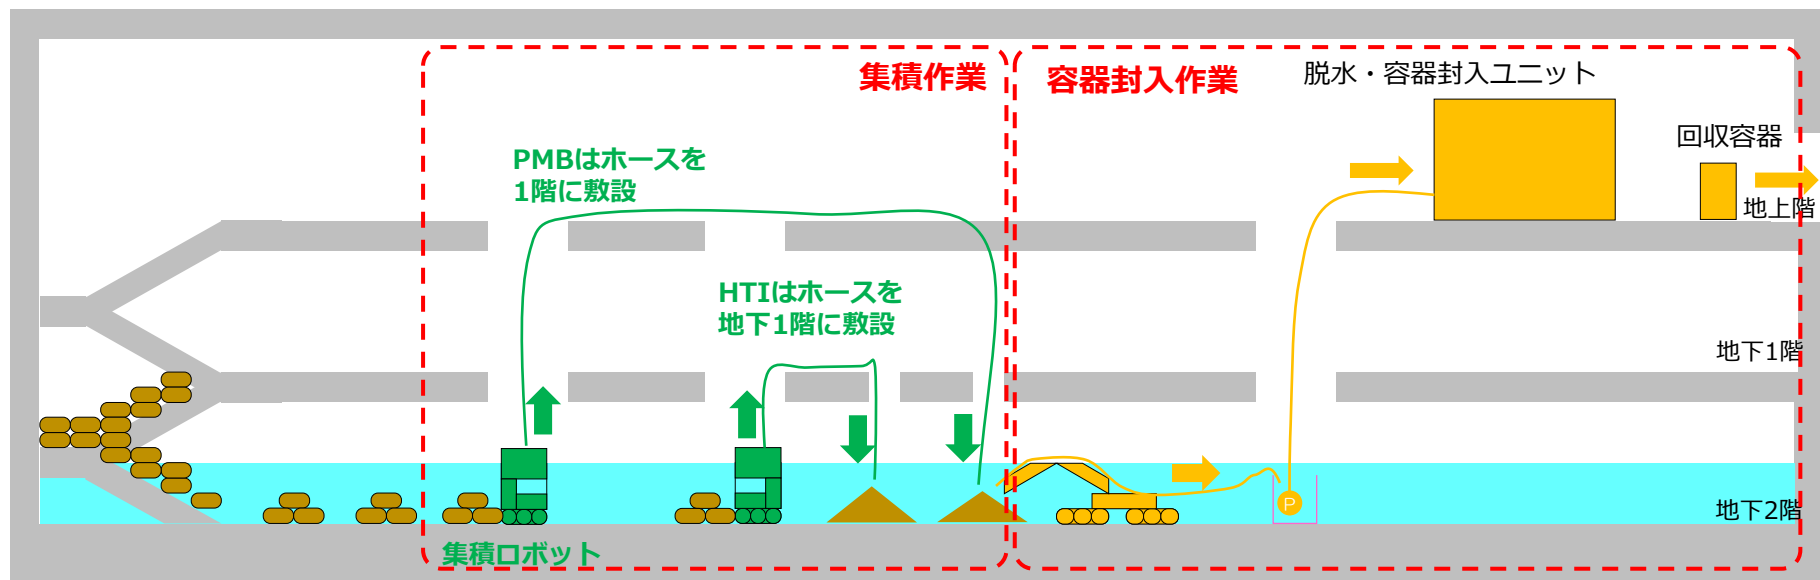 集積作業
容器封入作業
脱水・容器封入ユニット
回収容器
PMBはホースを
1階に敷設
地上階
HTIはホースを
地下1階に敷設
地下1階
P
地下2階
集積ロボット